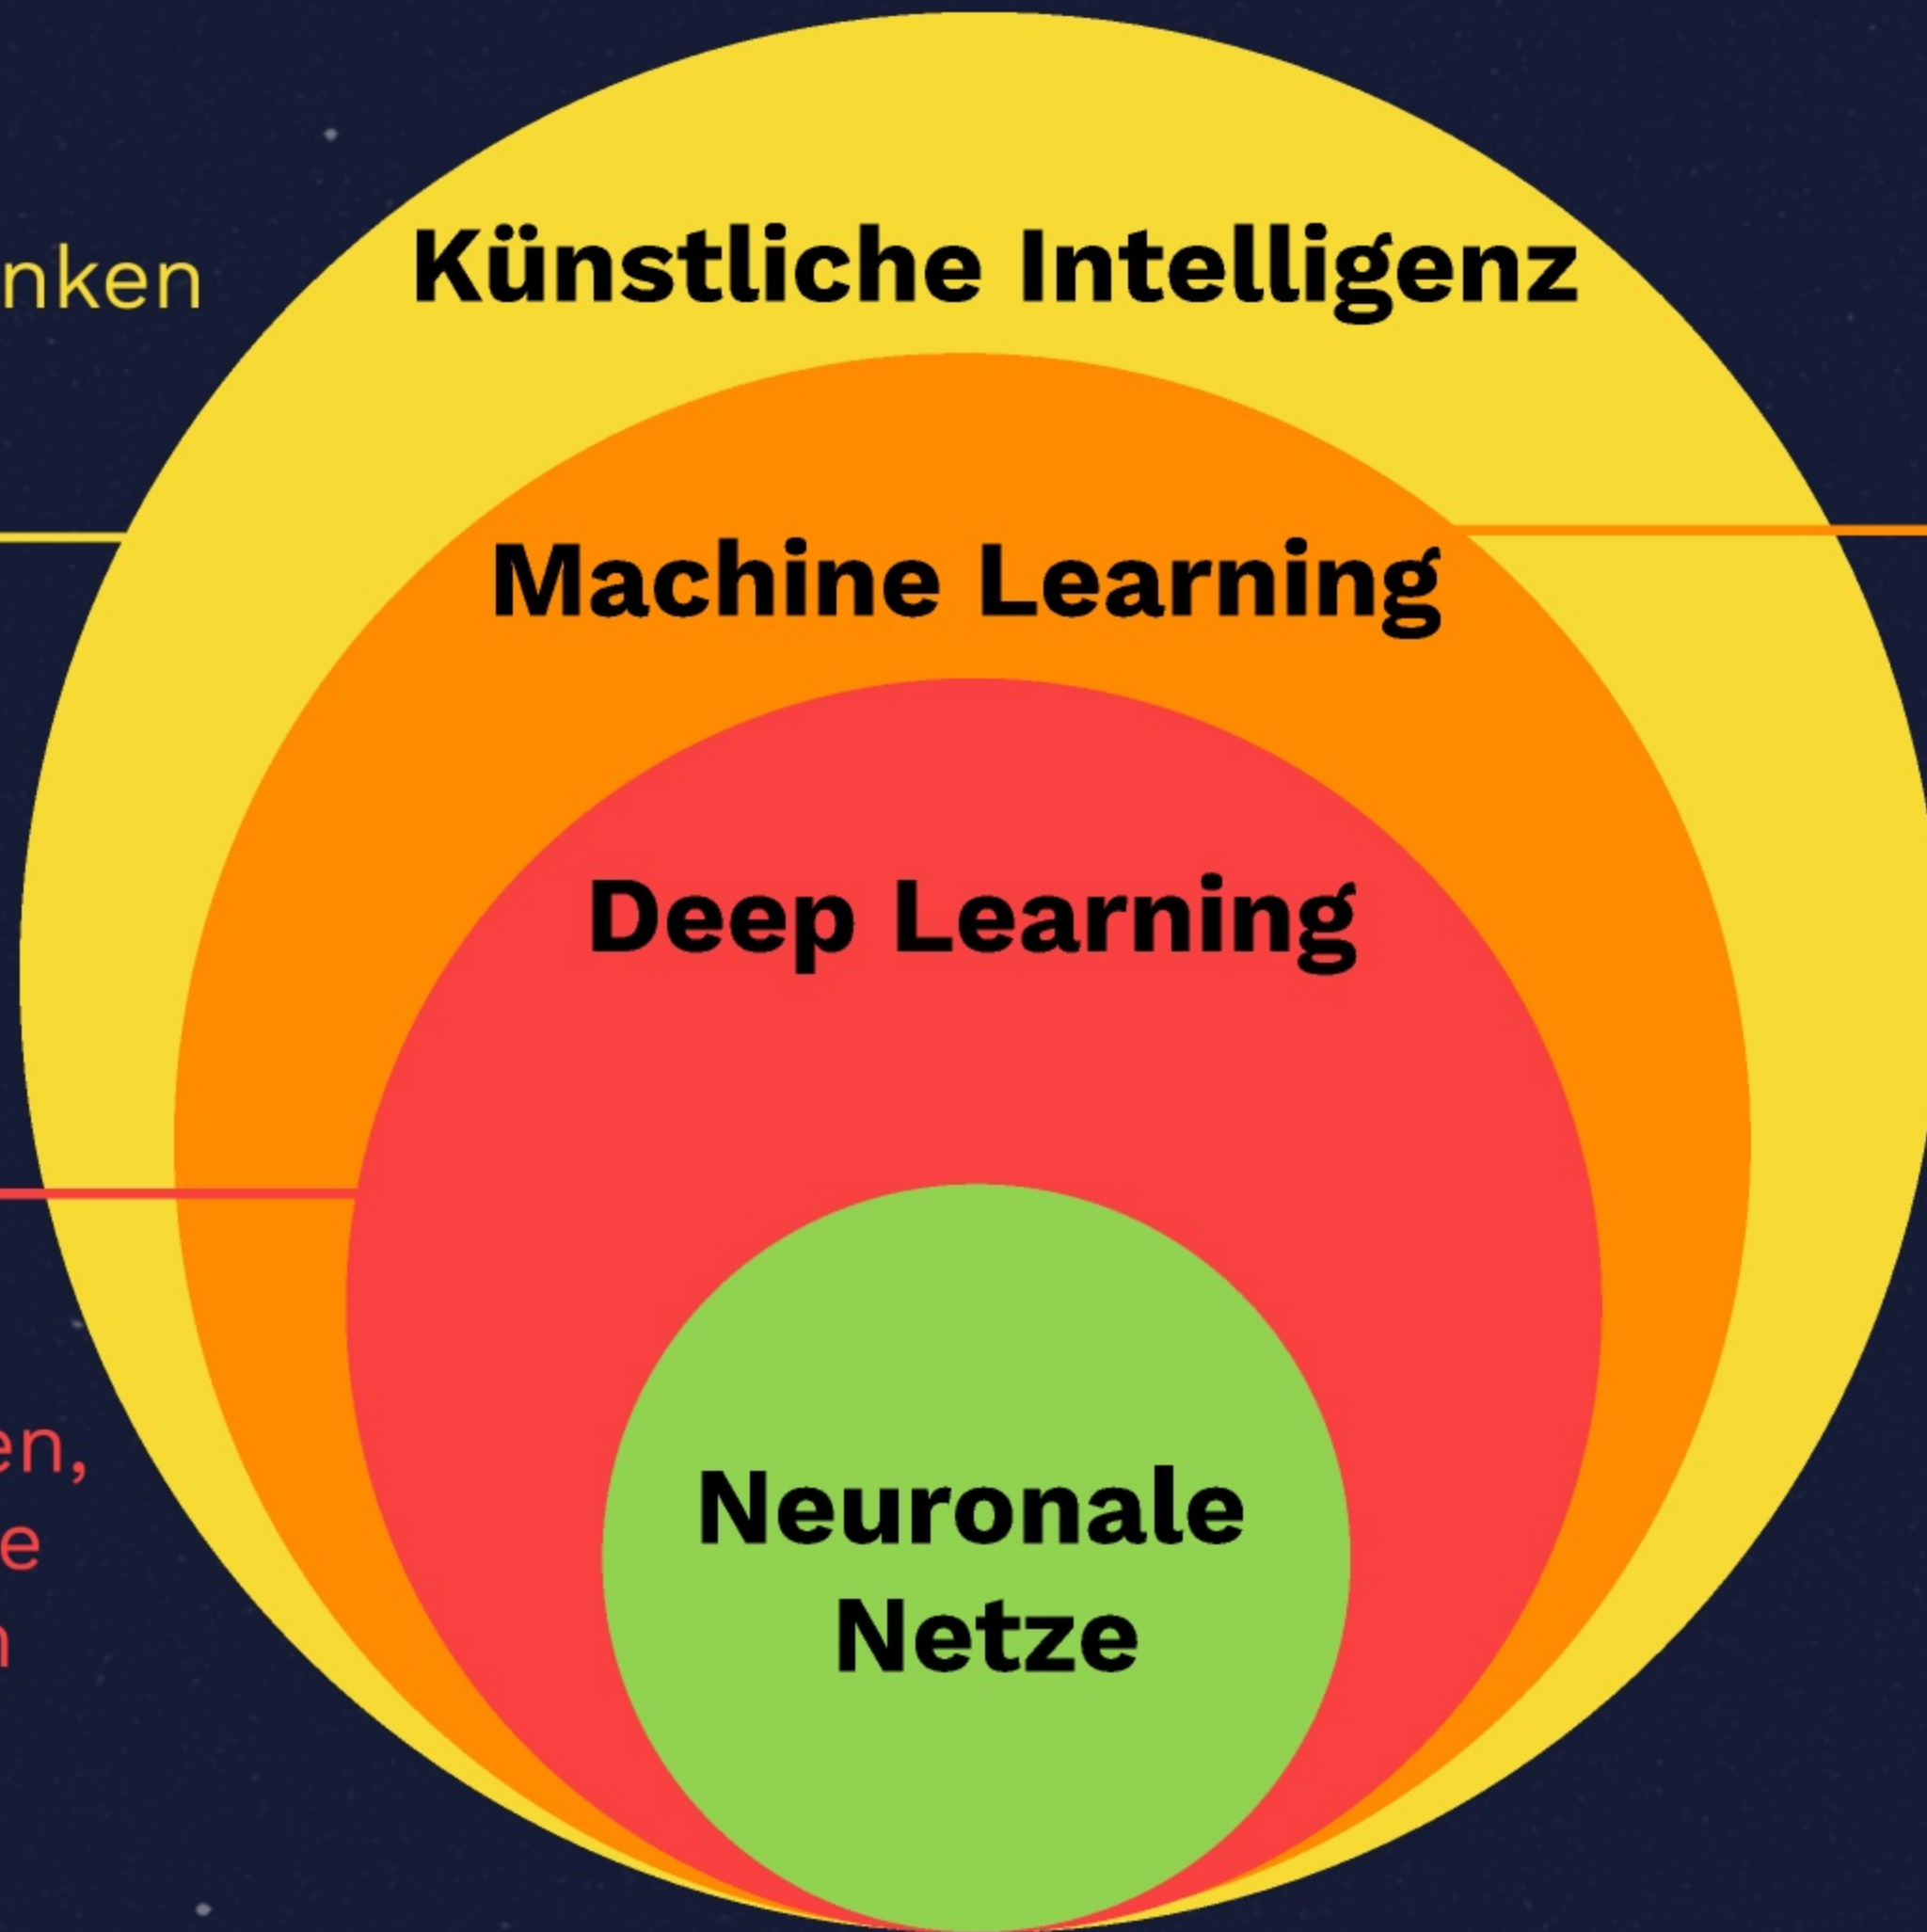 Künstliche Intelligenz
nken
Machine Learning
Deep Learning
en,
e
n
Neuronale
Netze